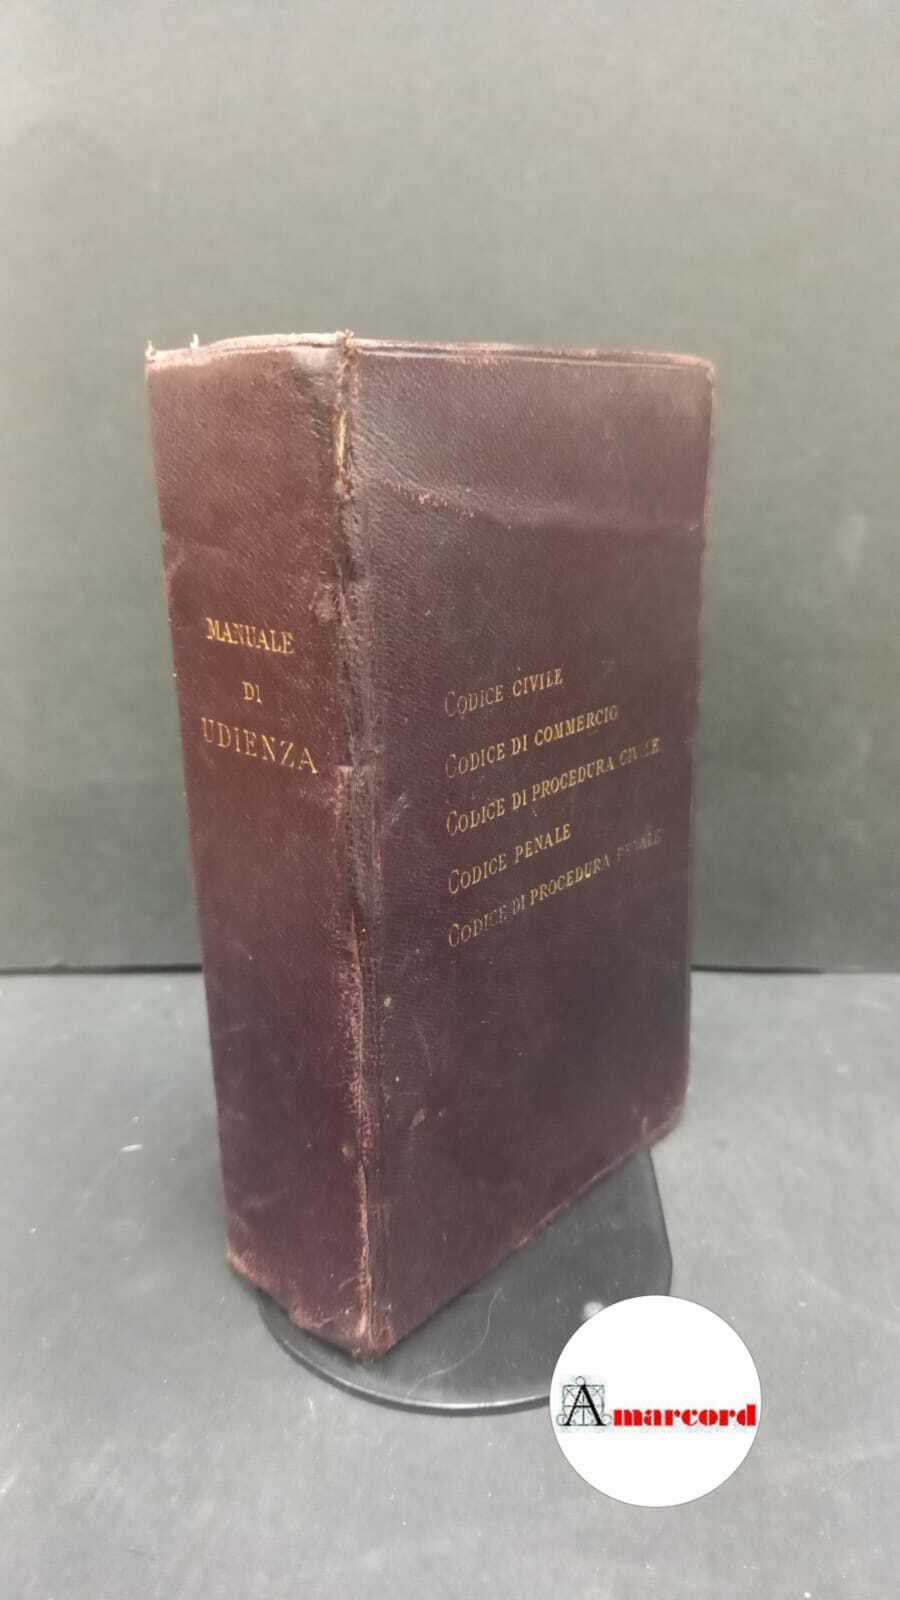 MANUALE
DI
UDIENZA
CODICE CIVILE
CODICE DI COMMERCIO
CODICE DI PROCEDURA CIVILE
CODICE PENALE
CODICE DI PROCEDURA PENALE
Amarcord